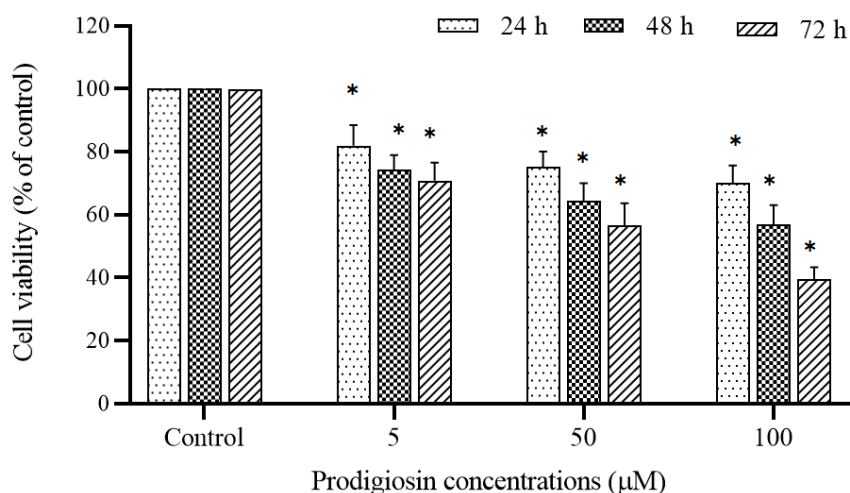 24 h 48 h 72 h
Cell viability (% of control)
120
100
80
60
40
20
0
* * *
* * *
* * *
Control 5 50 100
Prodigiosin concentrations (μM)